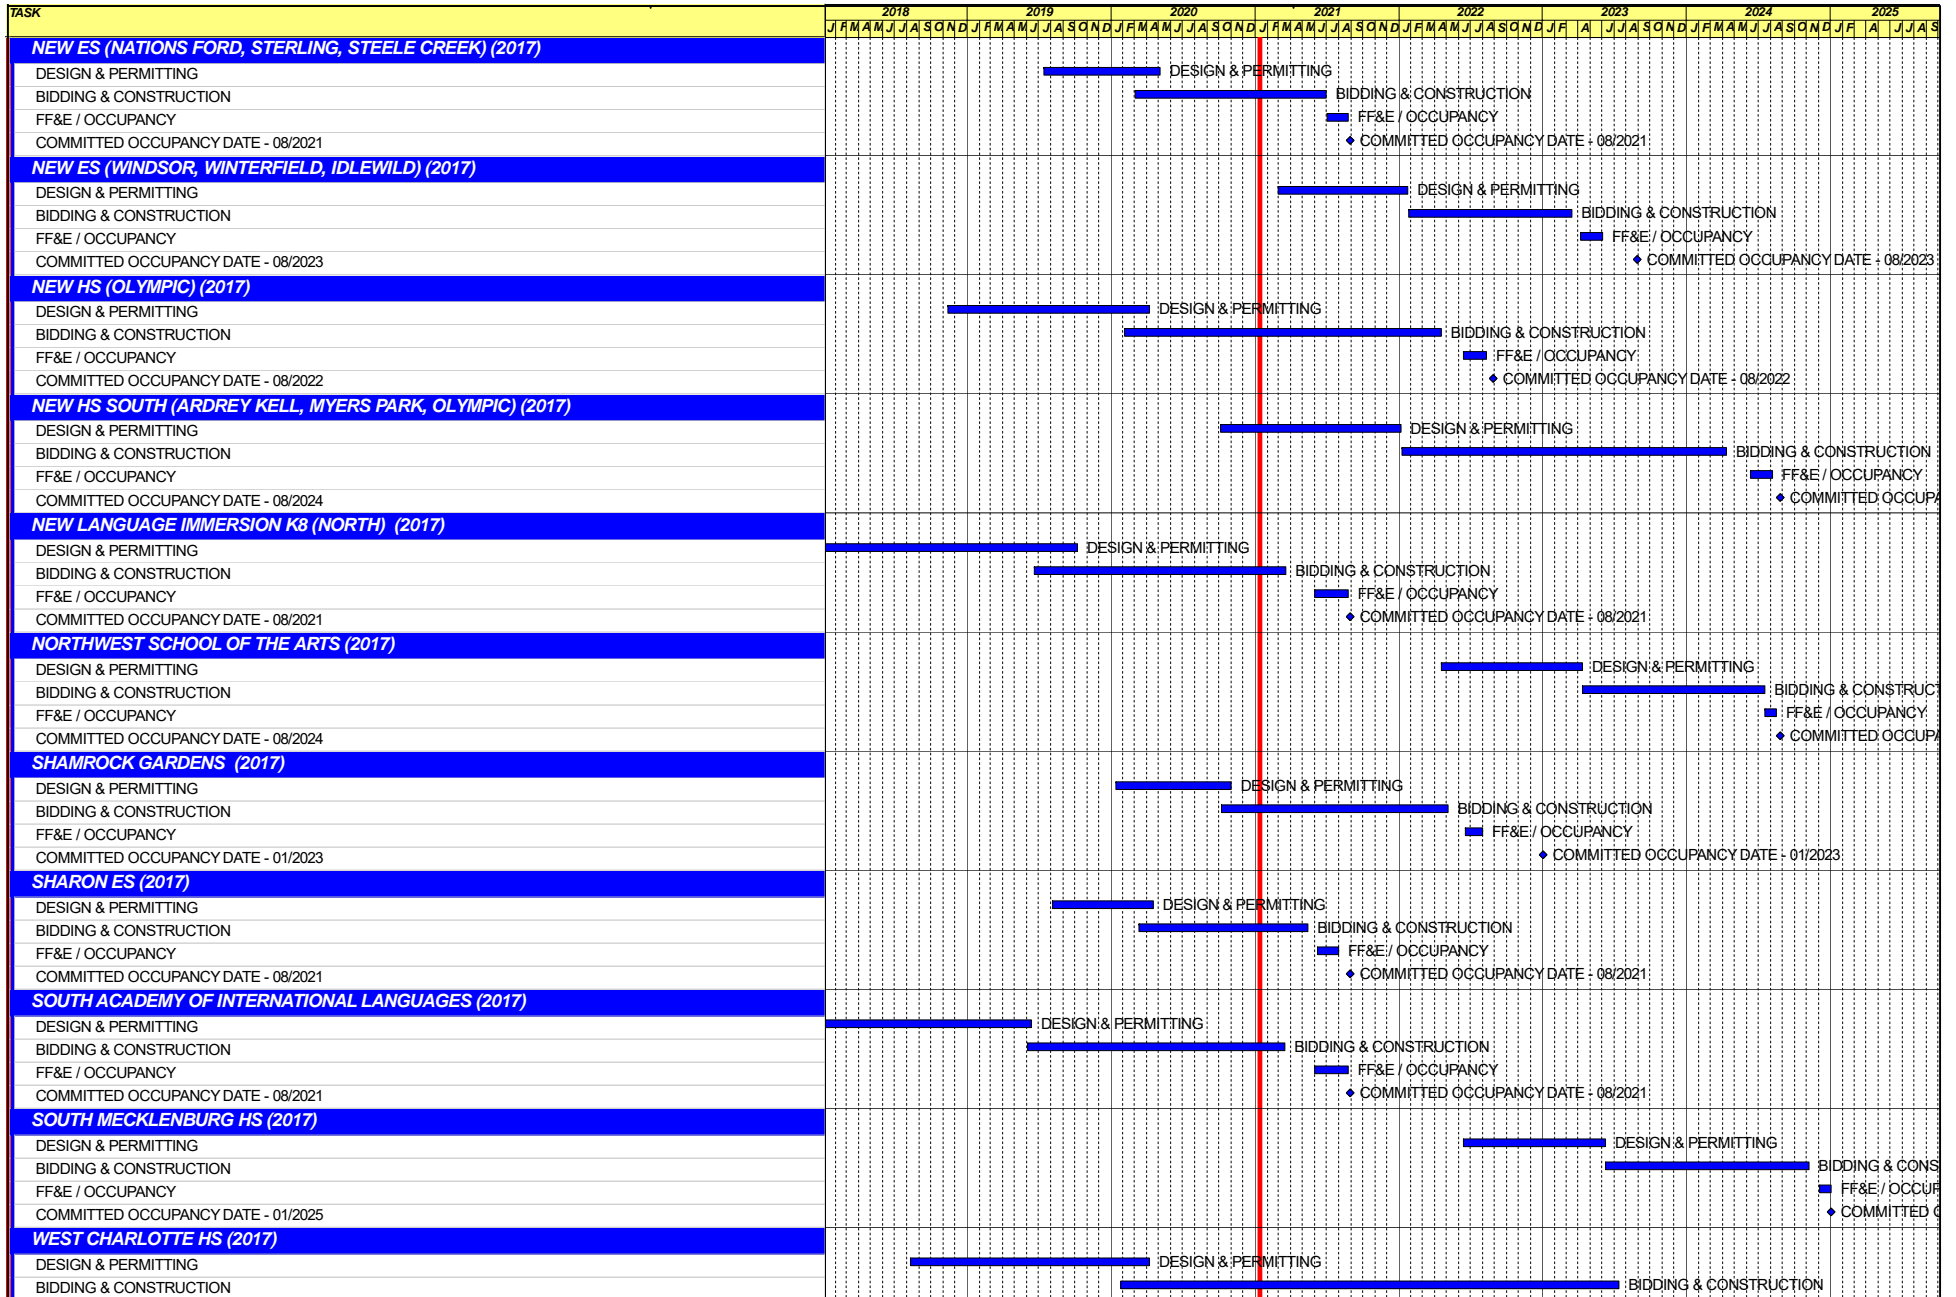 TASK 2018 2019 2020 2021 2022 2023 2024 2025
J F M A M J J A S O N D J F M A M J J A S O N D J F M A M J J A S O N D J F M A M J J A S O N D J F M A M J J A S O N D J F A J J A S O N D J F M A M J J A S O N D J F A J J A S
NEW ES (NATIONS FORD, STERLING, STEELE CREEK) (2017)
DESIGN & PERMITTING DESIGN & PERMITTING
BIDDING & CONSTRUCTION BIDDING & CONSTRUCTION
FF&E / OCCUPANCY FF&E / OCCUPANCY
COMMITTED OCCUPANCY DATE - 08/2021 COMMITTED OCCUPANCY DATE - 08/2021
NEW ES (WINDSOR, WINTERFIELD, IDLEWILD) (2017)
DESIGN & PERMITTING DESIGN & PERMITTING
BIDDING & CONSTRUCTION BIDDING & CONSTRUCTION
FF&E / OCCUPANCY FF&E / OCCUPANCY
COMMITTED OCCUPANCY DATE - 08/2023 COMMITTED OCCUPANCY DATE - 08/2023
NEW HS (OLYMPIC) (2017)
DESIGN & PERMITTING DESIGN & PERMITTING
BIDDING & CONSTRUCTION BIDDING & CONSTRUCTION
FF&E / OCCUPANCY FF&E / OCCUPANCY
COMMITTED OCCUPANCY DATE - 08/2022 COMMITTED OCCUPANCY DATE - 08/2022
NEW HS SOUTH (ARDREY KELL, MYERS PARK, OLYMPIC) (2017)
DESIGN & PERMITTING DESIGN & PERMITTING
BIDDING & CONSTRUCTION BIDDING & CONSTRUCTION
FF&E / OCCUPANCY FF&E / OCCUPANCY
COMMITTED OCCUPANCY DATE - 08/2024 COMMITTED OCCUPA
NEW LANGUAGE IMMERSION K8 (NORTH) (2017)
DESIGN & PERMITTING DESIGN & PERMITTING
BIDDING & CONSTRUCTION BIDDING & CONSTRUCTION
FF&E / OCCUPANCY FF&E / OCCUPANCY
COMMITTED OCCUPANCY DATE - 08/2021 COMMITTED OCCUPANCY DATE - 08/2021
NORTHWEST SCHOOL OF THE ARTS (2017)
DESIGN & PERMITTING DESIGN & PERMITTING
BIDDING & CONSTRUCTION BIDDING & CONSTRUCT
FF&E / OCCUPANCY FF&E / OCCUPANCY
COMMITTED OCCUPANCY DATE - 08/2024 COMMITTED OCCUPA
SHAMROCK GARDENS (2017)
DESIGN & PERMITTING DESIGN & PERMITTING
BIDDING & CONSTRUCTION BIDDING & CONSTRUCTION
FF&E / OCCUPANCY FF&E / OCCUPANCY
COMMITTED OCCUPANCY DATE - 01/2023 COMMITTED OCCUPANCY DATE - 01/2023
SHARON ES (2017)
DESIGN & PERMITTING DESIGN & PERMITTING
BIDDING & CONSTRUCTION BIDDING & CONSTRUCTION
FF&E / OCCUPANCY FF&E / OCCUPANCY
COMMITTED OCCUPANCY DATE - 08/2021 COMMITTED OCCUPANCY DATE - 08/2021
SOUTH ACADEMY OF INTERNATIONAL LANGUAGES (2017)
DESIGN & PERMITTING DESIGN & PERMITTING
BIDDING & CONSTRUCTION BIDDING & CONSTRUCTION
FF&E / OCCUPANCY FF&E / OCCUPANCY
COMMITTED OCCUPANCY DATE - 08/2021 COMMITTED OCCUPANCY DATE - 08/2021
SOUTH MECKLENBURG HS (2017)
DESIGN & PERMITTING DESIGN & PERMITTING
BIDDING & CONSTRUCTION BIDDING & CONS
FF&E / OCCUPANCY FF&E / OCCUP
COMMITTED OCCUPANCY DATE - 01/2025 COMMITTED
WEST CHARLOTTE HS (2017)
DESIGN & PERMITTING DESIGN & PERMITTING
BIDDING & CONSTRUCTION BIDDING & CONSTRUCTION